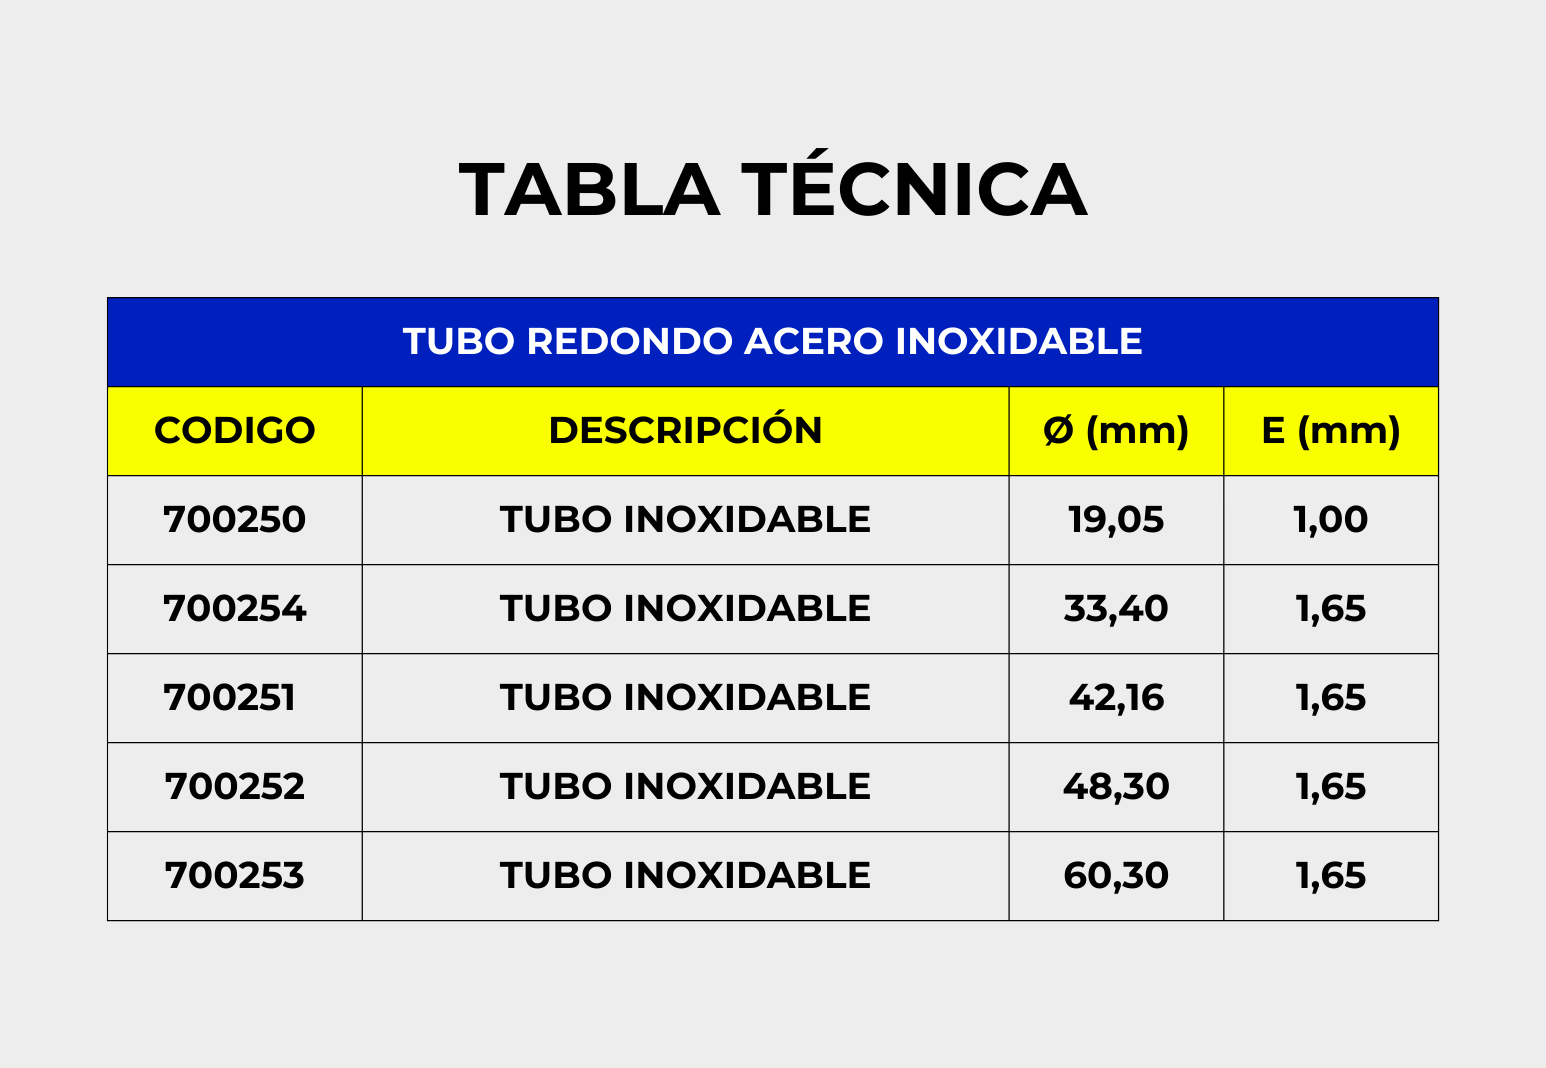 TABLA TÉCNICA
TUBO REDONDO ACERO INOXIDABLE
CODIGO DESCRIPCIÓN Ø (mm) E (mm)
700250 TUBO INOXIDABLE 19,05 1,00
700254 TUBO INOXIDABLE 33,40 1,65
700251 TUBO INOXIDABLE 42,16 1,65
700252 TUBO INOXIDABLE 48,30 1,65
700253 TUBO INOXIDABLE 60,30 1,65